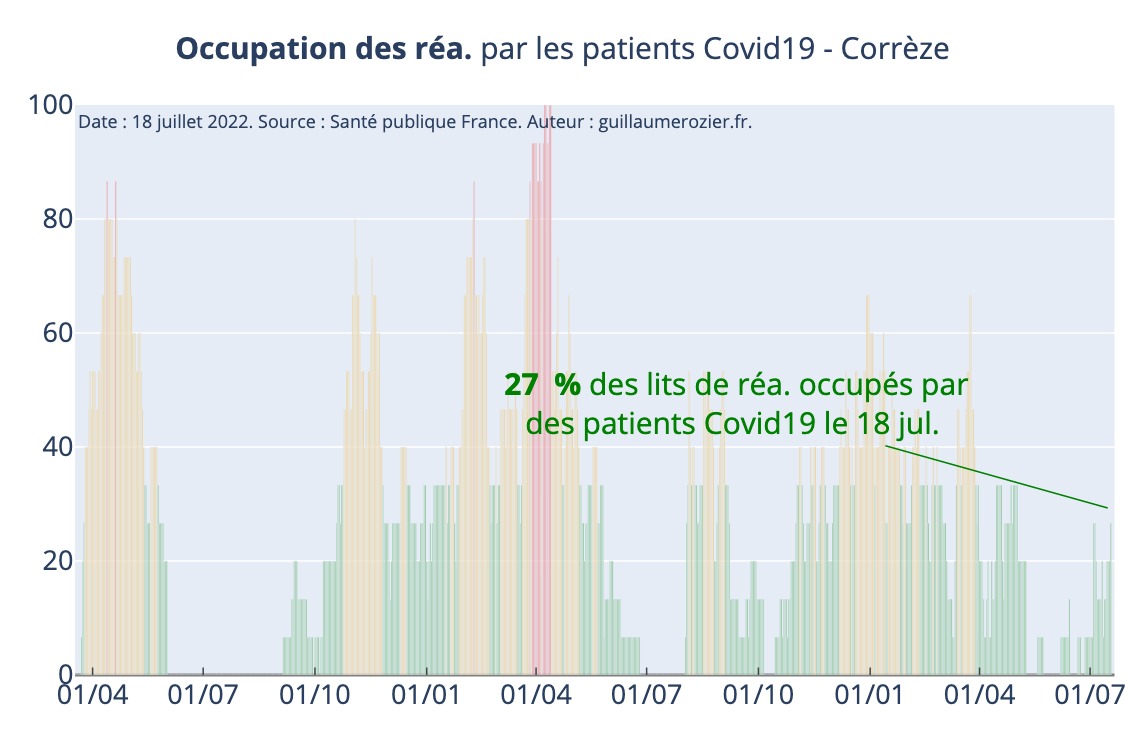 Occupation des réa. par les patients Covid19 - Corrèze
100
Date : 18 juillet 2022. Source : Santé publique France. Auteur : guillaumerozier.fr.
80
60
27 % des lits de réa. occupés par
des patients Covid19 le 18 jul.
40
20
0
01/04 01/07 01/10 01/01 01/04 01/07 01/10 01/01 01/04 01/07